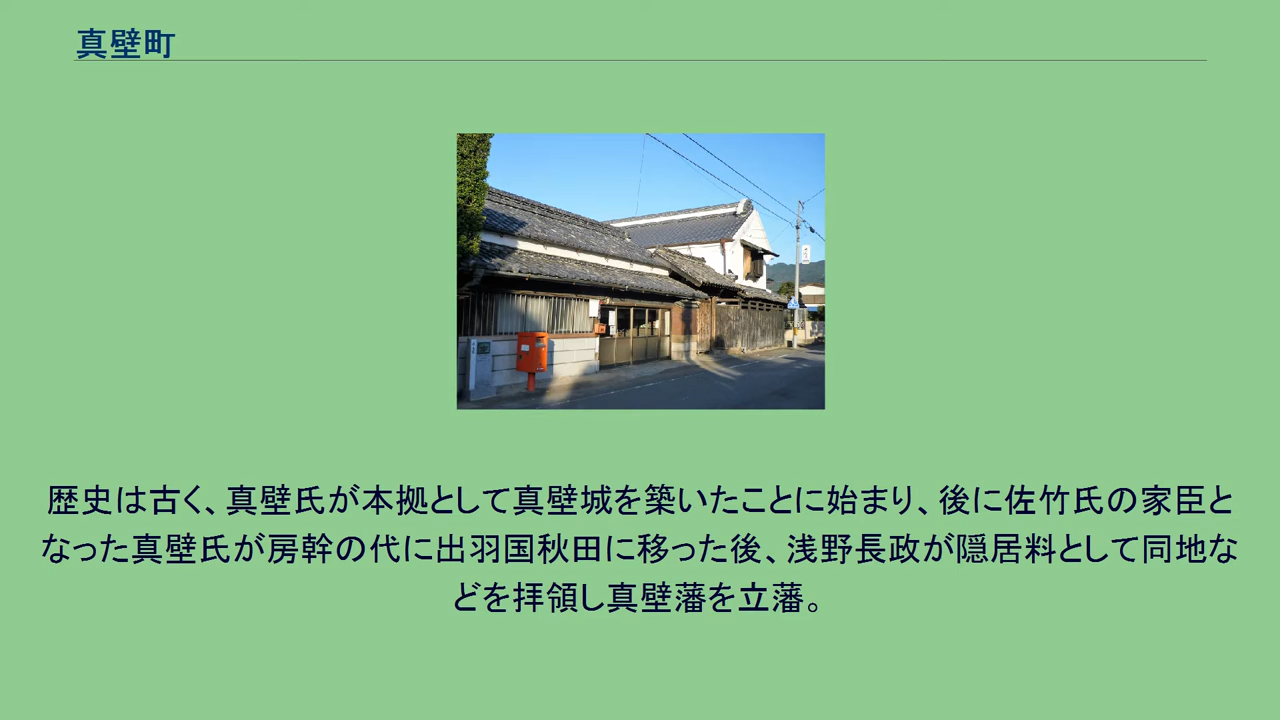 真壁町
歴史は古く、真壁氏が本拠として真壁城を築いたことに始まり、後に佐竹氏の家臣と
なった真壁氏が房幹の代に出羽国秋田に移った後、浅野長政が隠居料として同地な
どを拝領し真壁藩を立藩。